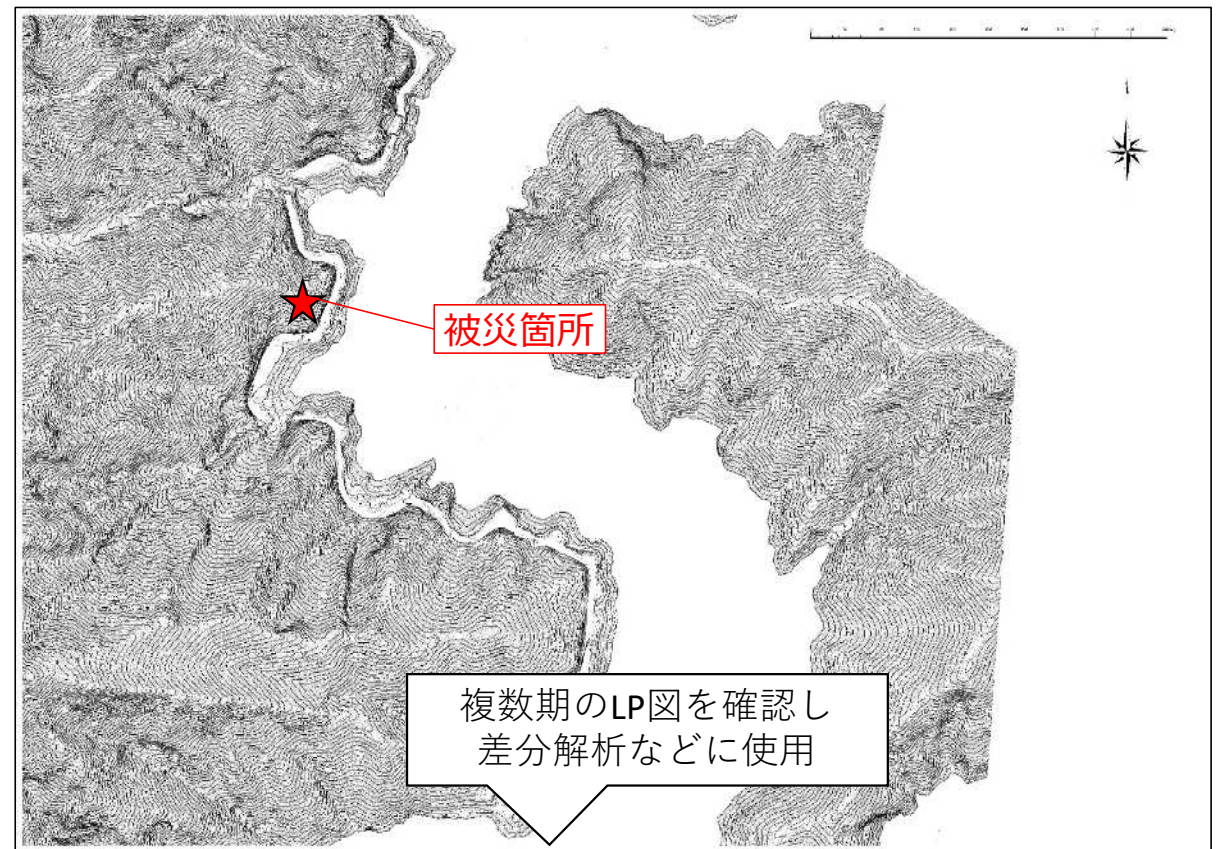 被災箇所
複数期のLP図を確認し
差分解析などに使用